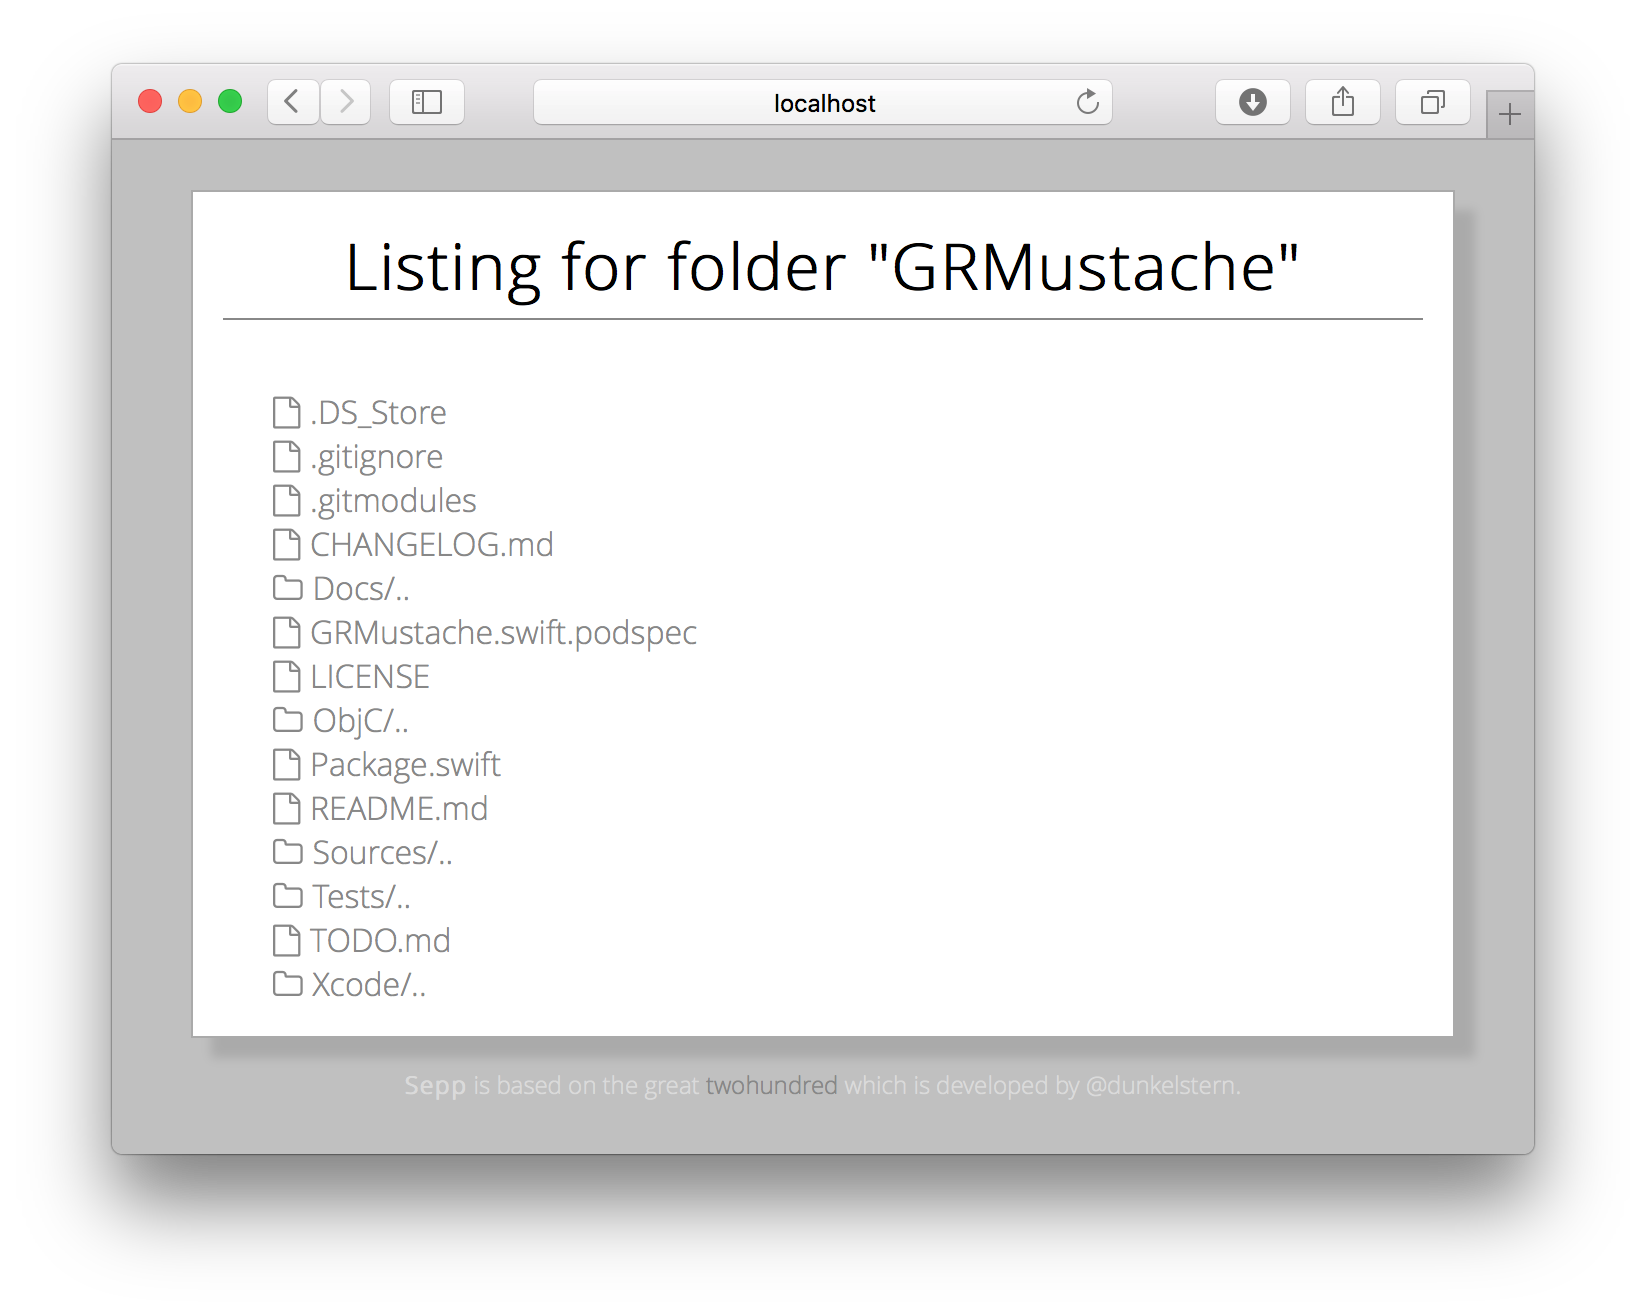 localhost
Listing for folder "GRMustache"
.DS_Store
.gitignore
.gitmodules
CHANGELOG.md
Docs/..
GRMustache.swift.podspec
LICENSE
ObjC/..
Package.swift
README.md
Sources/..
Tests/..
TODO.md
Xcode/..
Sepp is based on the great twohundred which is developed by @dunkelstern.